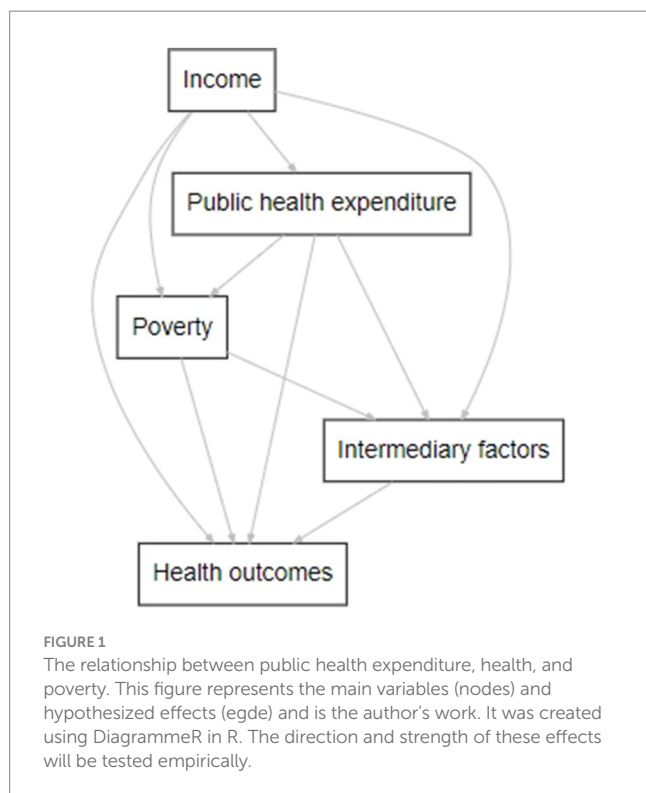 Income
Public health expenditure
Poverty
Intermediary factors
Health outcomes
FIGURE 1
The relationship between public health expenditure, health, and
poverty. This figure represents the main variables (nodes) and
hypothesized effects (egde) and is the author's work. It was created
using DiagrammeR in R. The direction and strength of these effects
will be tested empirically.